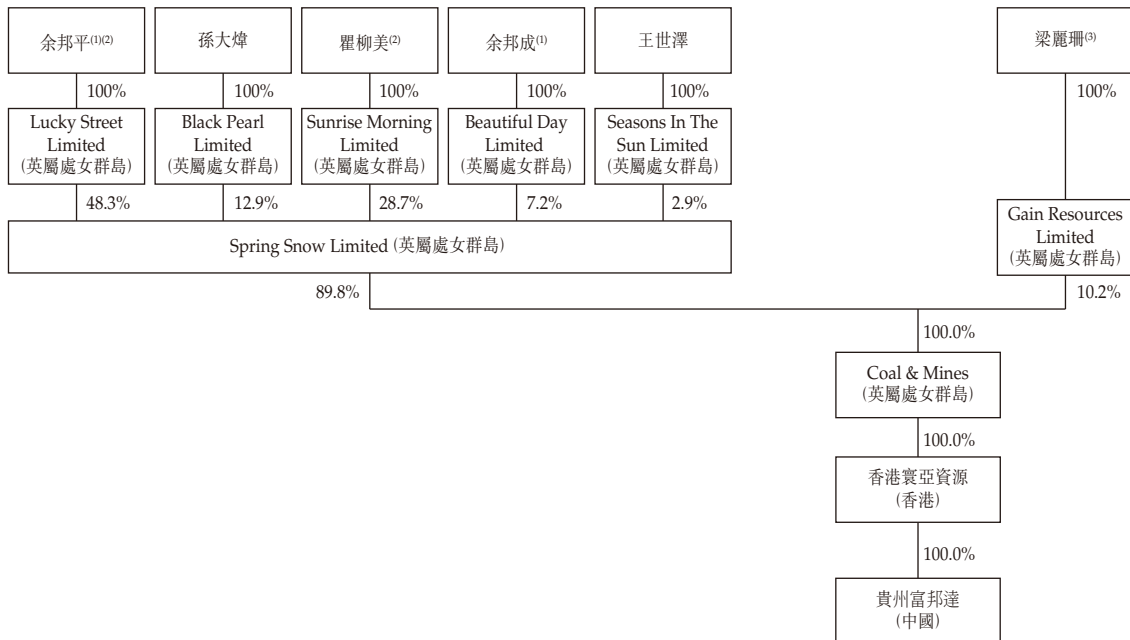 余邦平(1)(2)
孫大煒
瞿柳美(2)
余邦成(1)
王世澤
梁麗珊(3)
100%
100%
100%
100%
100%
100%
Lucky Street
Limited
(英屬處女群島)
Black Pearl
Limited
(英屬處女群島)
Sunrise Morning
Limited
(英屬處女群島)
Beautiful Day
Limited
(英屬處女群島)
Seasons In The
Sun Limited
(英屬處女群島)
48.3%
12.9%
28.7%
7.2%
2.9%
Gain Resources
Limited
(英屬處女群島)
Spring Snow Limited (英屬處女群島)
89.8%
10.2%
100.0%
Coal & Mines
(英屬處女群島)
100.0%
香港寰亞資源
(香港)
100.0%
貴州富邦達
(中國)